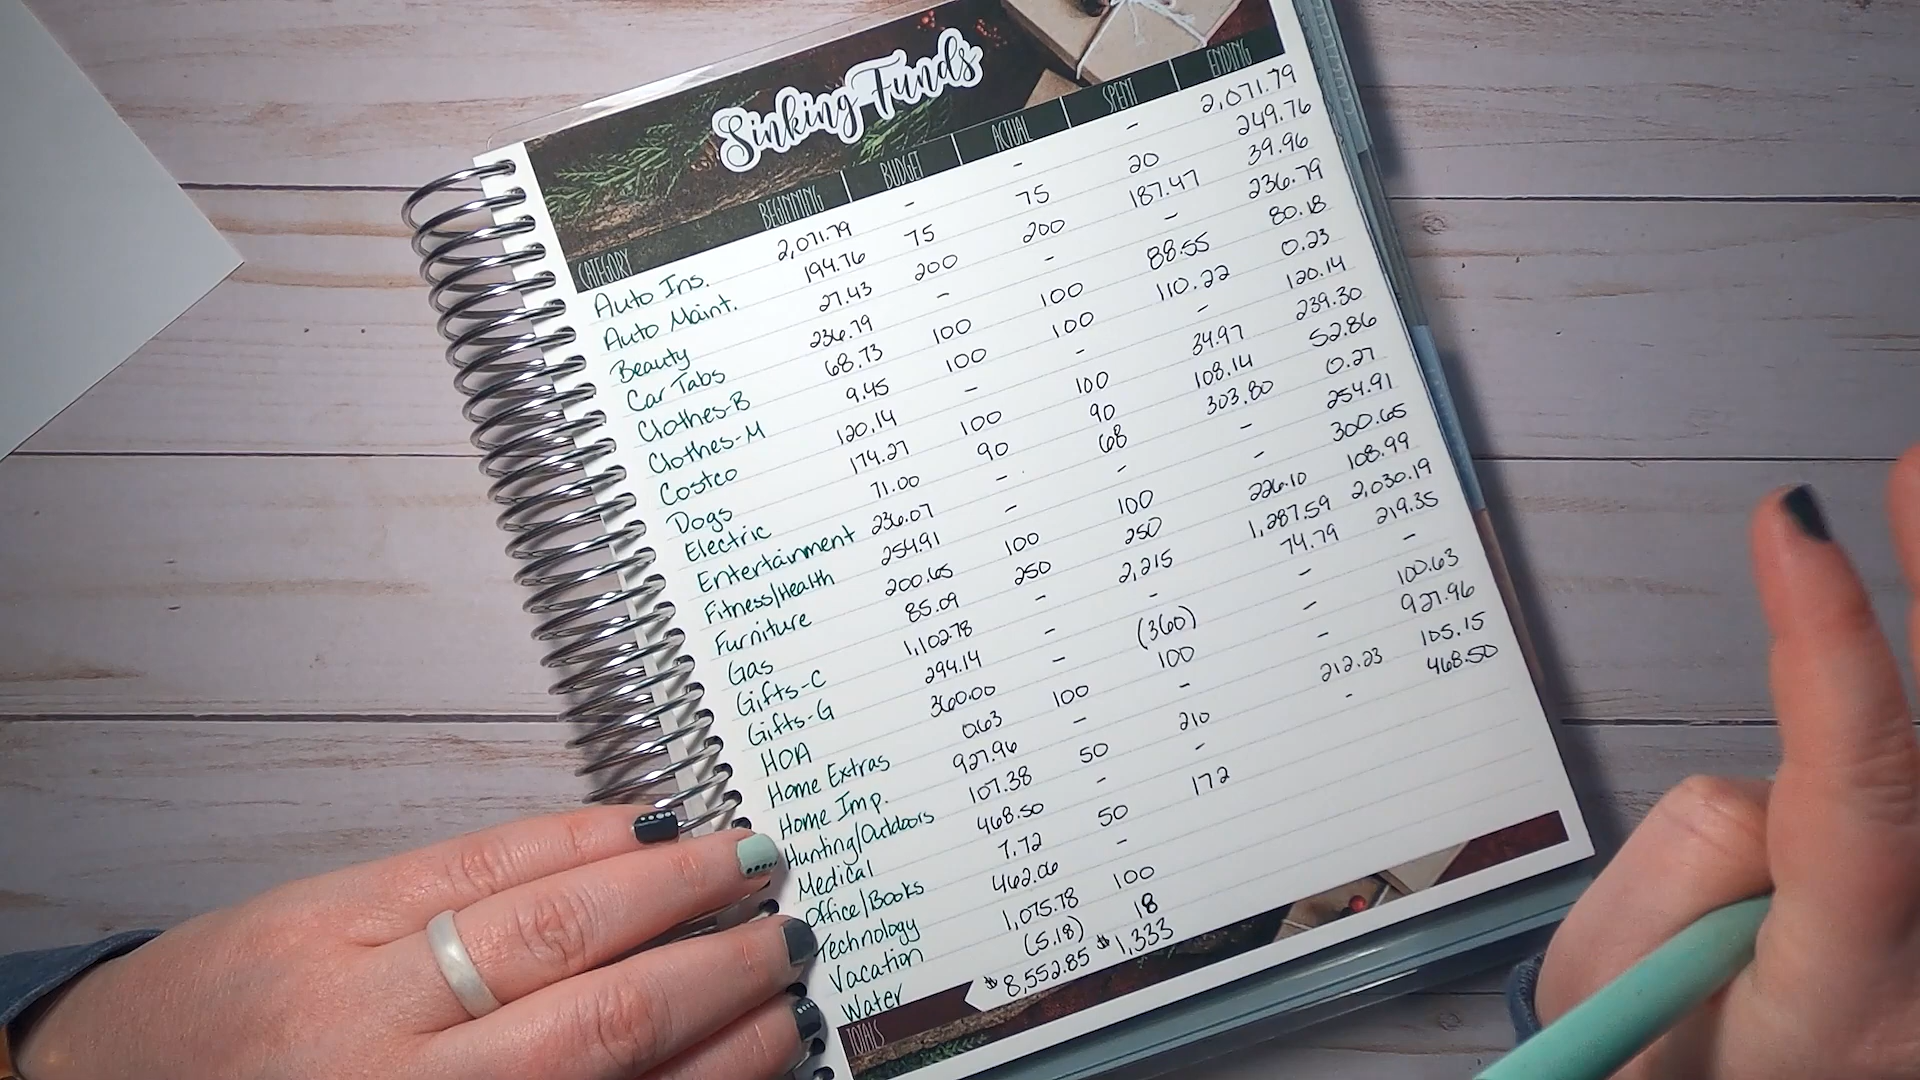 Sinking Funds
CATEGORY BEGINNING BUDGET ACTUAL SPENT ENDING
Auto Ins. 2,071.79 - - - 2,071.79
Auto Maint. 194.76 75 75 20 249.76
Beauty 27.43 200 200 187.47 39.96
Car Tabs 236.79 - - - 236.79
Clothes-B 68.73 100 100 88.55 80.18
Clothes-M 9.45 100 100 110.22 0.23
Costco 120.14 - - - 120.14
Dogs 174.27 100 100 34.97 239.30
Electric 71.00 90 90 108.14 52.86
Entertainment 236.07 - 68 303.80 0.27
Fitness/Health 254.91 - - - 254.91
Furniture 200.65 100 100 - 300.65
Gas 85.09 250 250 226.10 108.99
Gifts-C 1,102.78 - 2,215 1,287.59 2,030.19
Gifts-G 294.14 - - 74.79 219.35
HOA 360.00 - (360) - -
Home Extras 0.63 100 100 - 100.63
Home Imp. 927.96 - - - 927.96
Hunting/Outdoors 107.38 50 210 212.23 105.15
Medical 468.50 - - - 468.50
Office/Books 7.72 50 172
Technology 462.06 -
Vacation 1,075.78 100
Water (5.18) 18
TOTALS $8,552.85 $1,333